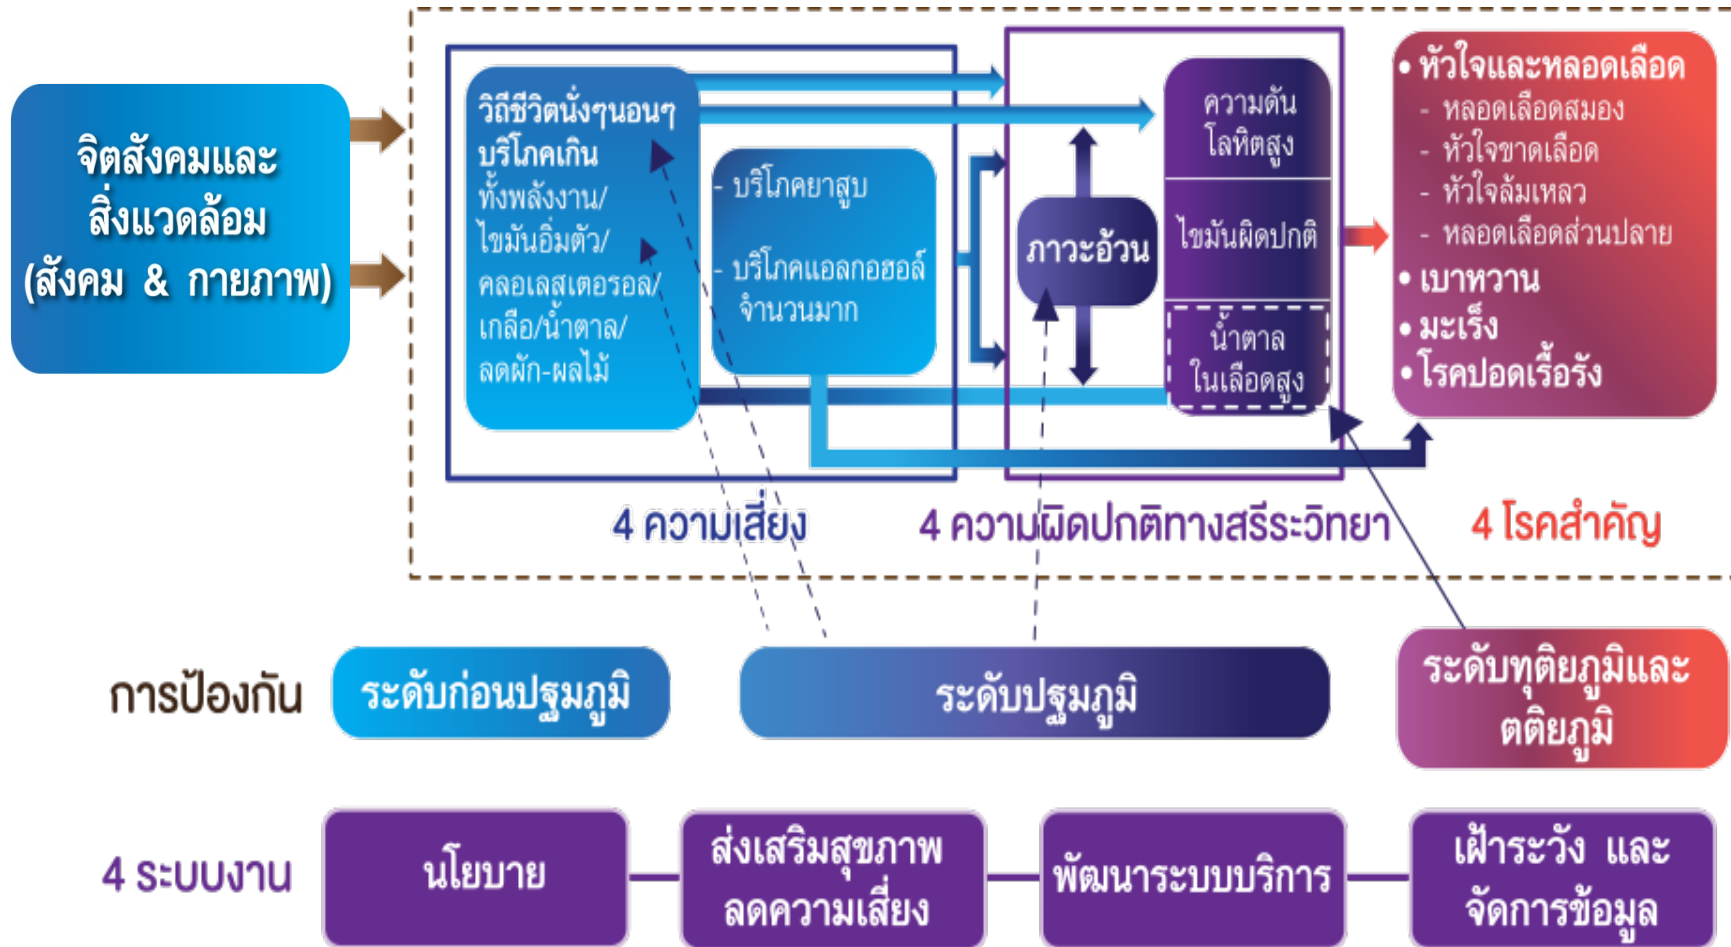 จิตสังคมและ
สิ่งแวดล้อม
(สังคม & กายภาพ)
วิถีชีวิตนั่งๆนอนๆ
บริโภคเกิน
ทั้งพลังงาน/
ไขมันอิ่มตัว/
คลอเลสเตอรอล/
เกลือ/น้ำตาล/
ลดผัก-ผลไม้
- บริโภคยาสูบ
- บริโภคแอลกอฮอล์
จำนวนมาก
ภาวะอ้วน
ความดัน
โลหิตสูง
ไขมันผิดปกติ
น้ำตาล
ในเลือดสูง
• หัวใจและหลอดเลือด
- หลอดเลือดสมอง
- หัวใจขาดเลือด
- หัวใจล้มเหลว
- หลอดเลือดส่วนปลาย
• เบาหวาน
• มะเร็ง
• โรคปอดเรื้อรัง
4 ความเสี่ยง
4 ความผิดปกติทางสรีระวิทยา
4 โรคสำคัญ
การป้องกัน
ระดับก่อนปฐมภูมิ
ระดับปฐมภูมิ
ระดับทุติยภูมิและ
ตติยภูมิ
4 ระบบงาน
นโยบาย
ส่งเสริมสุขภาพ
ลดความเสี่ยง
พัฒนาระบบบริการ
เฝ้าระวัง และ
จัดการข้อมูล